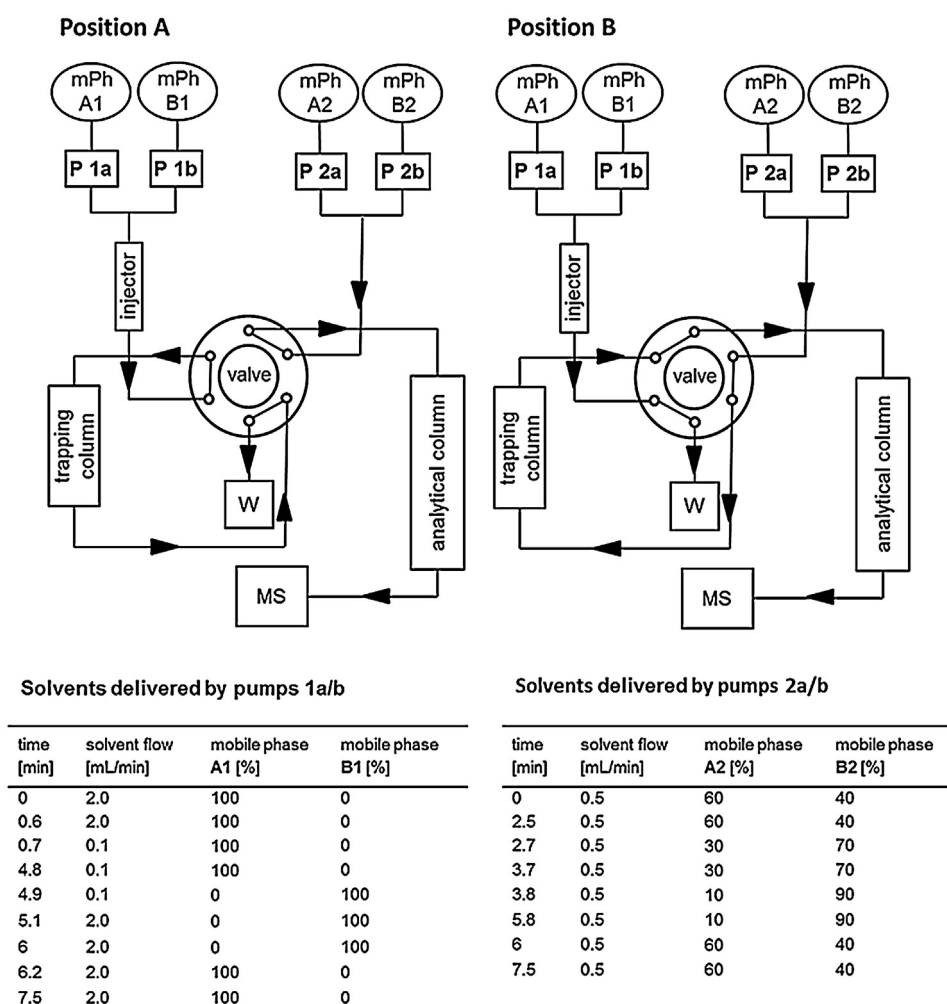 Position A Position B
mPh A1 mPh B1 mPh A2 mPh B2 mPh A1 mPh B1 mPh A2 mPh B2
P 1a P 1b P 2a P 2b P 1a P 1b P 2a P 2b
injector injector
valve valve
trapping column analytical column trapping column analytical column
W W
MS MS
Solvents delivered by pumps 1a/b
time solvent flow mobile phase mobile phase
[min] [mL/min] A1 [%] B1 [%]
0 2.0 100 0
0.6 2.0 100 0
0.7 0.1 100 0
4.8 0.1 100 0
4.9 0.1 0 100
5.1 2.0 0 100
6 2.0 0 100
6.2 2.0 100 0
7.5 2.0 100 0
Solvents delivered by pumps 2a/b
time solvent flow mobile phase mobile phase
[min] [mL/min] A2 [%] B2 [%]
0 0.5 60 40
2.5 0.5 60 40
2.7 0.5 30 70
3.7 0.5 30 70
3.8 0.5 10 90
5.8 0.5 10 90
6 0.5 60 40
7.5 0.5 60 40